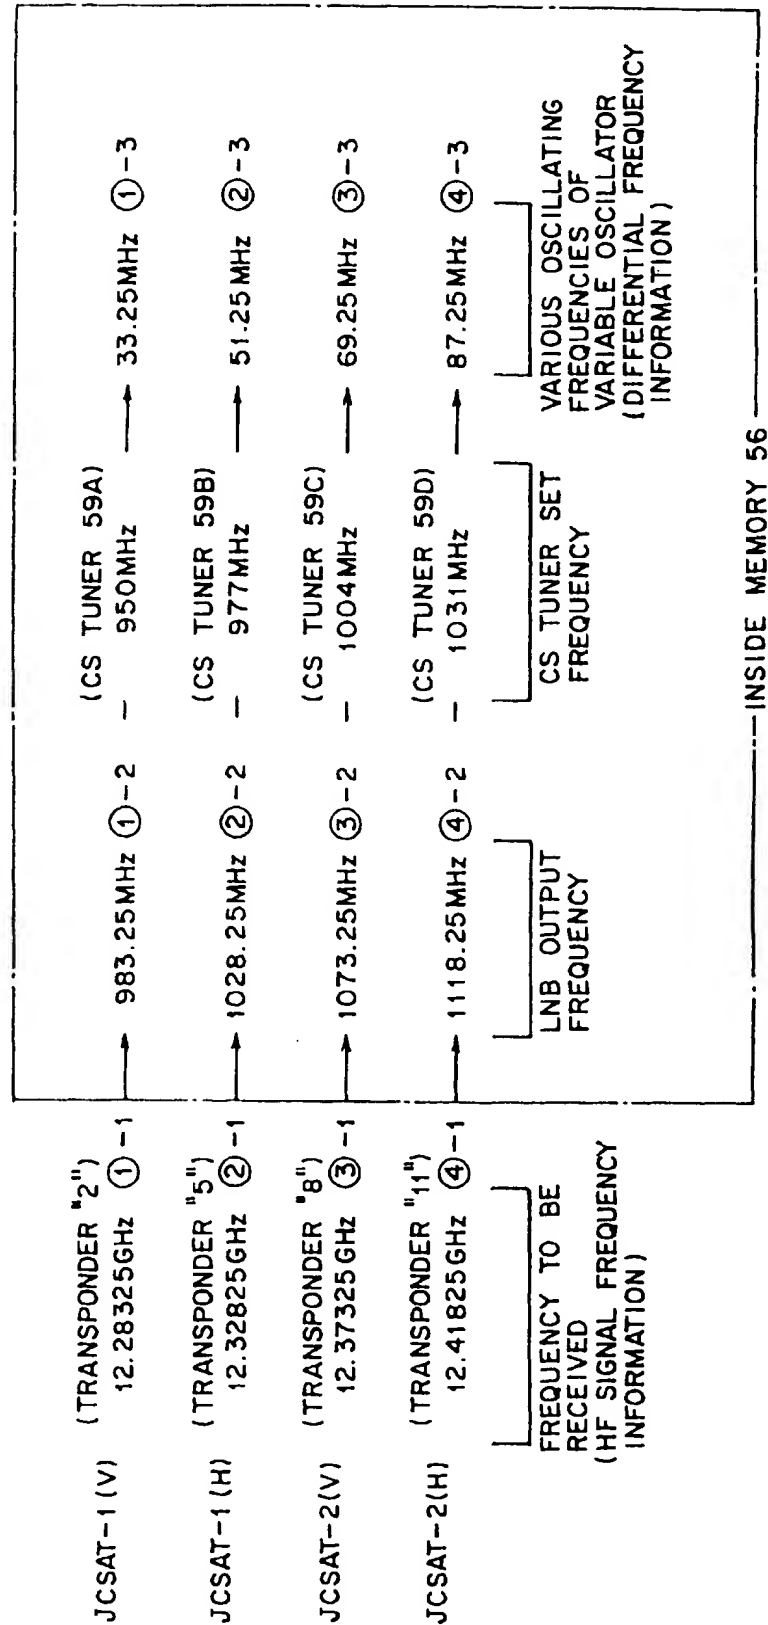 JCSAT-1(V) (TRANSPONDER "2") 12.28325GHz ①-1 → 983.25MHz ①-2 - (CS TUNER 59A) 950MHz → 33.25MHz ①-3
JCSAT-1(H) (TRANSPONDER "5") 12.32825GHz ②-1 → 1028.25MHz ②-2 - (CS TUNER 59B) 977MHz → 51.25MHz ②-3
JCSAT-2(V) (TRANSPONDER "8") 12.37325GHz ③-1 → 1073.25MHz ③-2 - (CS TUNER 59C) 1004MHz → 69.25MHz ③-3
JCSAT-2(H) (TRANSPONDER "11") 12.41825GHz ④-1 → 1118.25MHz ④-2 - (CS TUNER 59D) 1031MHz → 87.25MHz ④-3
FREQUENCY TO BE
RECEIVED
(HF SIGNAL FREQUENCY
INFORMATION)
LNB OUTPUT
FREQUENCY
CS TUNER SET
FREQUENCY
VARIOUS OSCILLATING
FREQUENCIES OF
VARIABLE OSCILLATOR
(DIFFERENTIAL FREQUENCY
INFORMATION)
INSIDE MEMORY 56